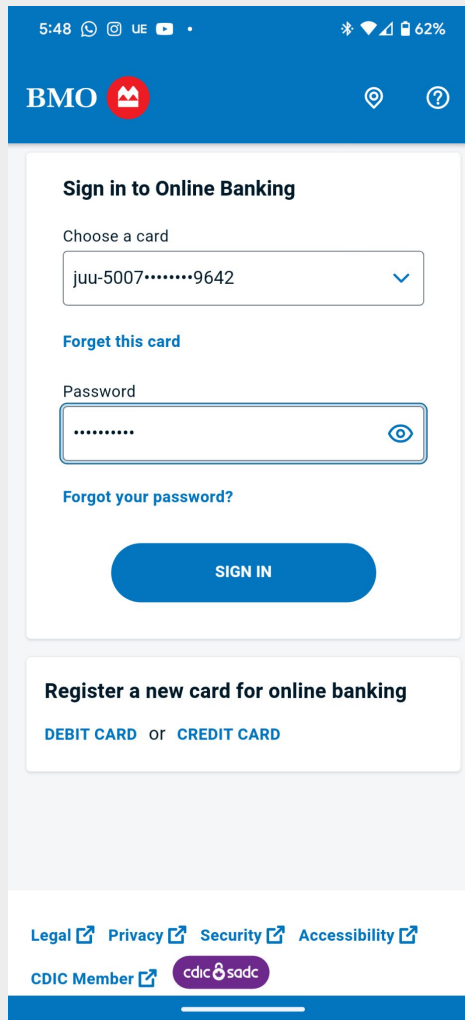 5:48 UE • 62%
BMO
Sign in to Online Banking
Choose a card
juu-5007••••••••9642
Forget this card
Password
••••••••••
Forgot your password?
SIGN IN
Register a new card for online banking
DEBIT CARD or CREDIT CARD
Legal Privacy Security Accessibility
CDIC Member cdic sadc